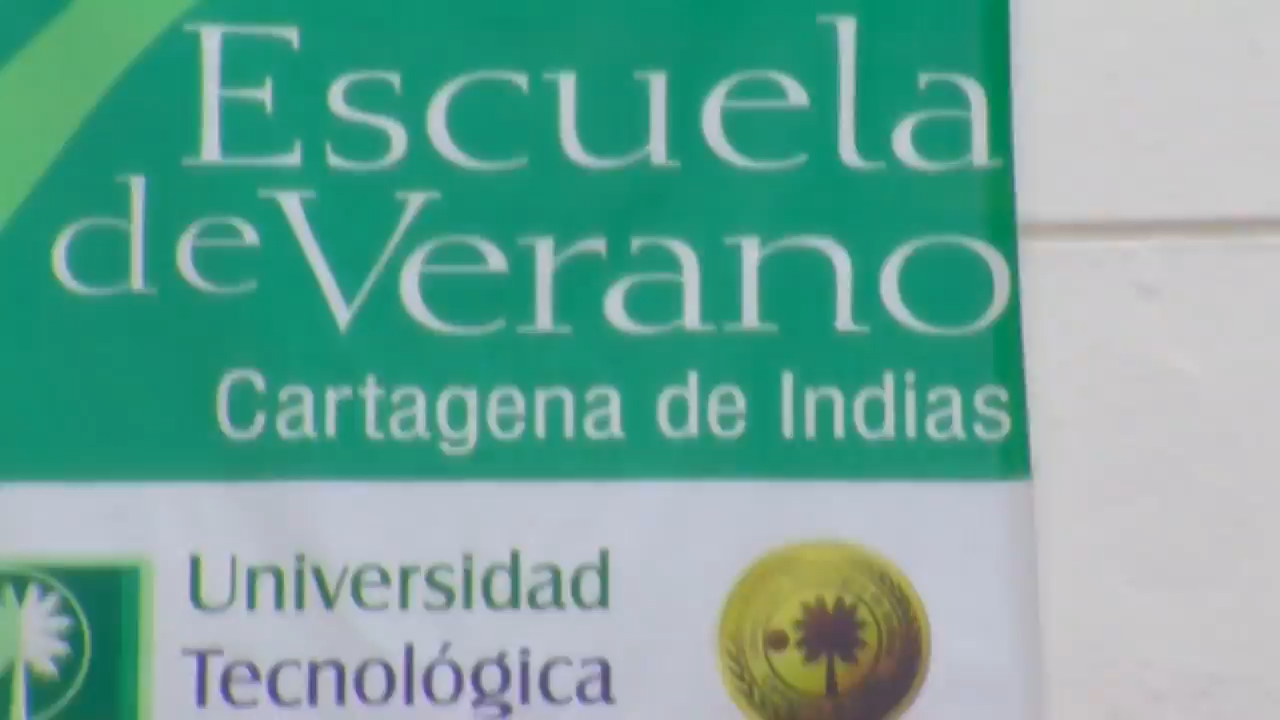 Escuela
de Verano
Cartagena de Indias
Universidad
Tecnológica